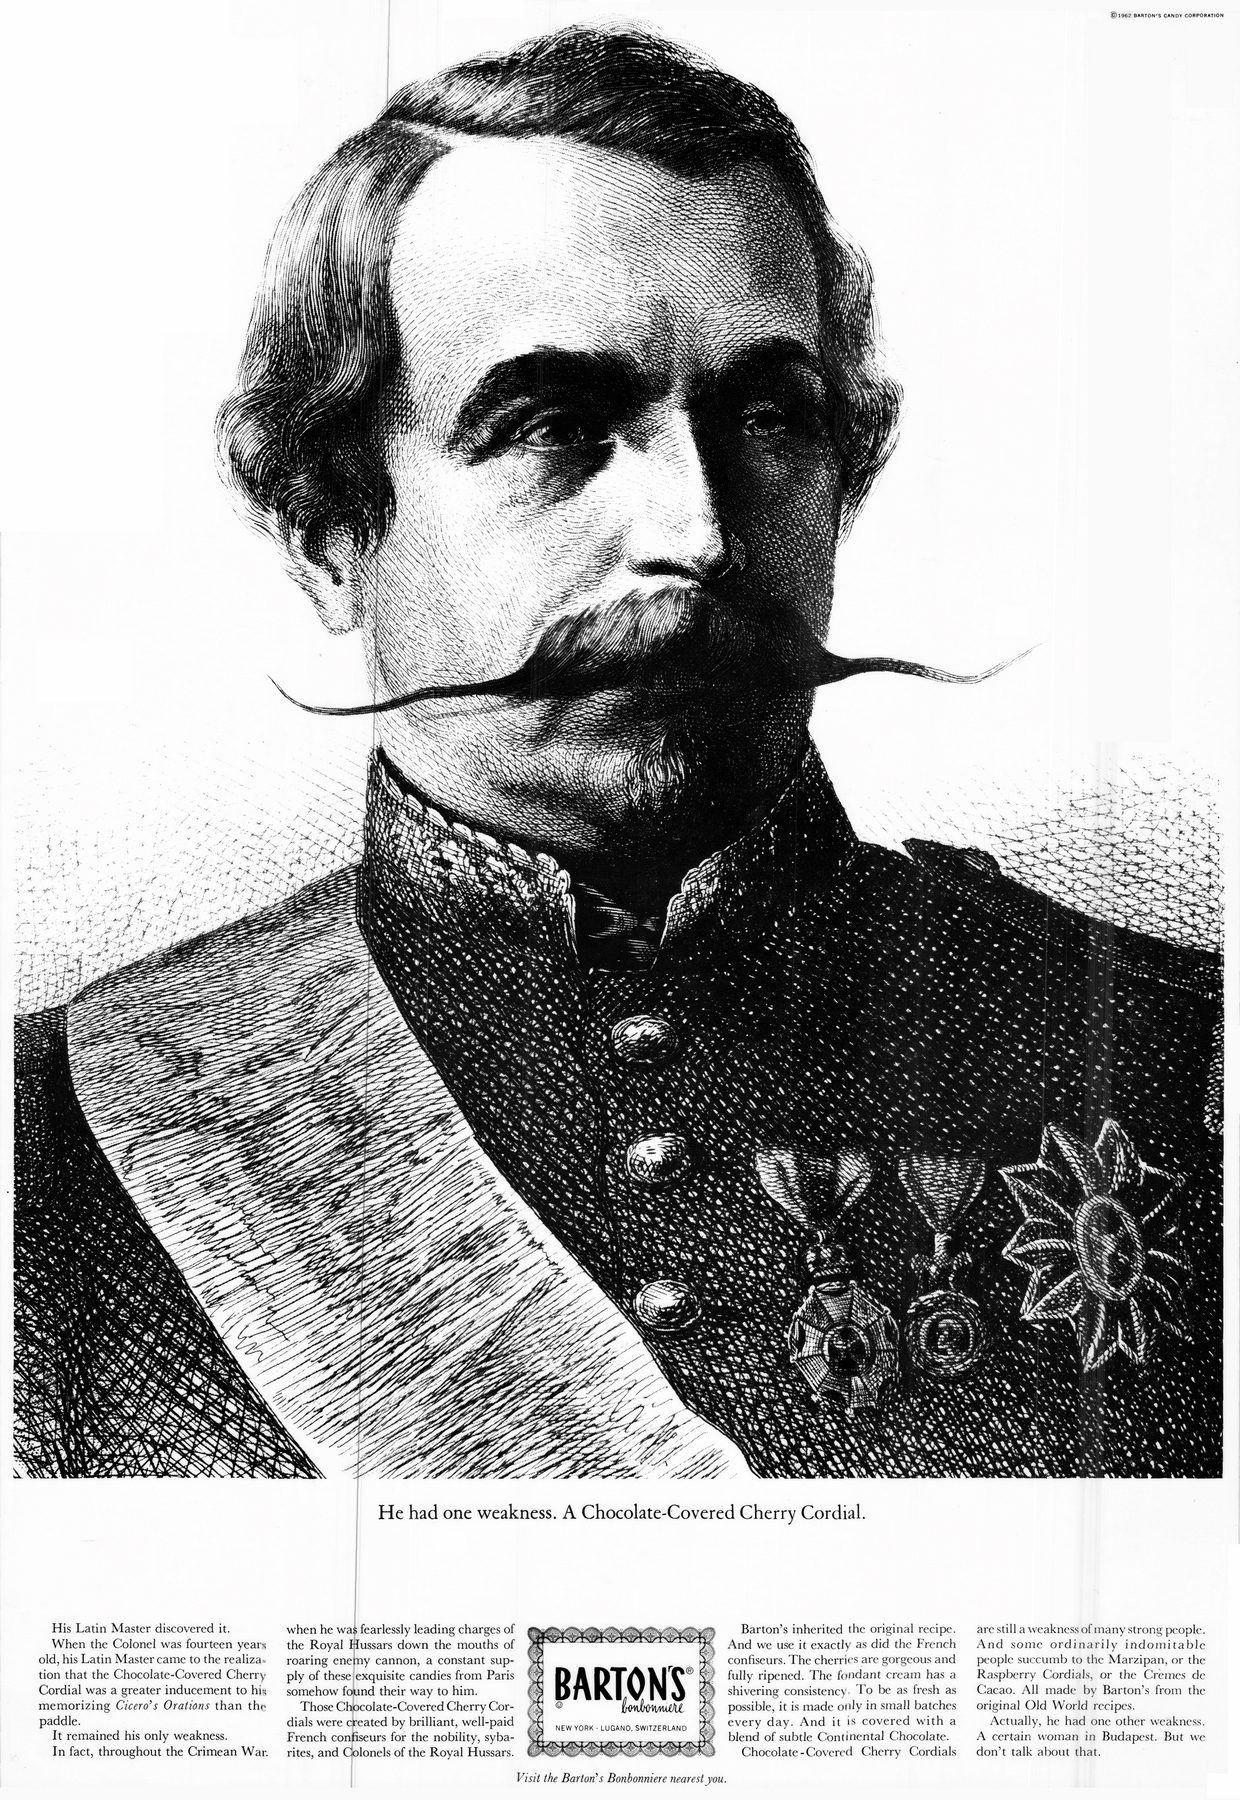 ©1962 BARTON'S CANDY CORPORATION
He had one weakness. A Chocolate-Covered Cherry Cordial.
His Latin Master discovered it.
When the Colonel was fourteen years
old, his Latin Master came to the realiza-
tion that the Chocolate-Covered Cherry
Cordial was a greater inducement to his
memorizing Cicero's Orations than the
paddle.
It remained his only weakness.
In fact, throughout the Crimean War,
when he was fearlessly leading charges of
the Royal Hussars down the mouths of
roaring enemy cannon, a constant sup-
ply of these exquisite candies from Paris
somehow found their way to him.
Those Chocolate-Covered Cherry Cor-
dials were created by brilliant, well-paid
French confiseurs for the nobility, syba-
rites, and Colonels of the Royal Hussars.
BARTON'S®
© bonbonniere
NEW YORK · LUGANO, SWITZERLAND
Barton's inherited the original recipe.
And we use it exactly as did the French
confiseurs. The cherries are gorgeous and
fully ripened. The fondant cream has a
shivering consistency. To be as fresh as
possible, it is made only in small batches
every day. And it is covered with a
blend of subtle Continental Chocolate.
Chocolate-Covered Cherry Cordials
are still a weakness of many strong people.
And some ordinarily indomitable
people succumb to the Marzipan, or the
Raspberry Cordials, or the Crèmes de
Cacao. All made by Barton's from the
original Old World recipes.
Actually, he had one other weakness.
A certain woman in Budapest. But we
don't talk about that.
Visit the Barton's Bonbonniere nearest you.